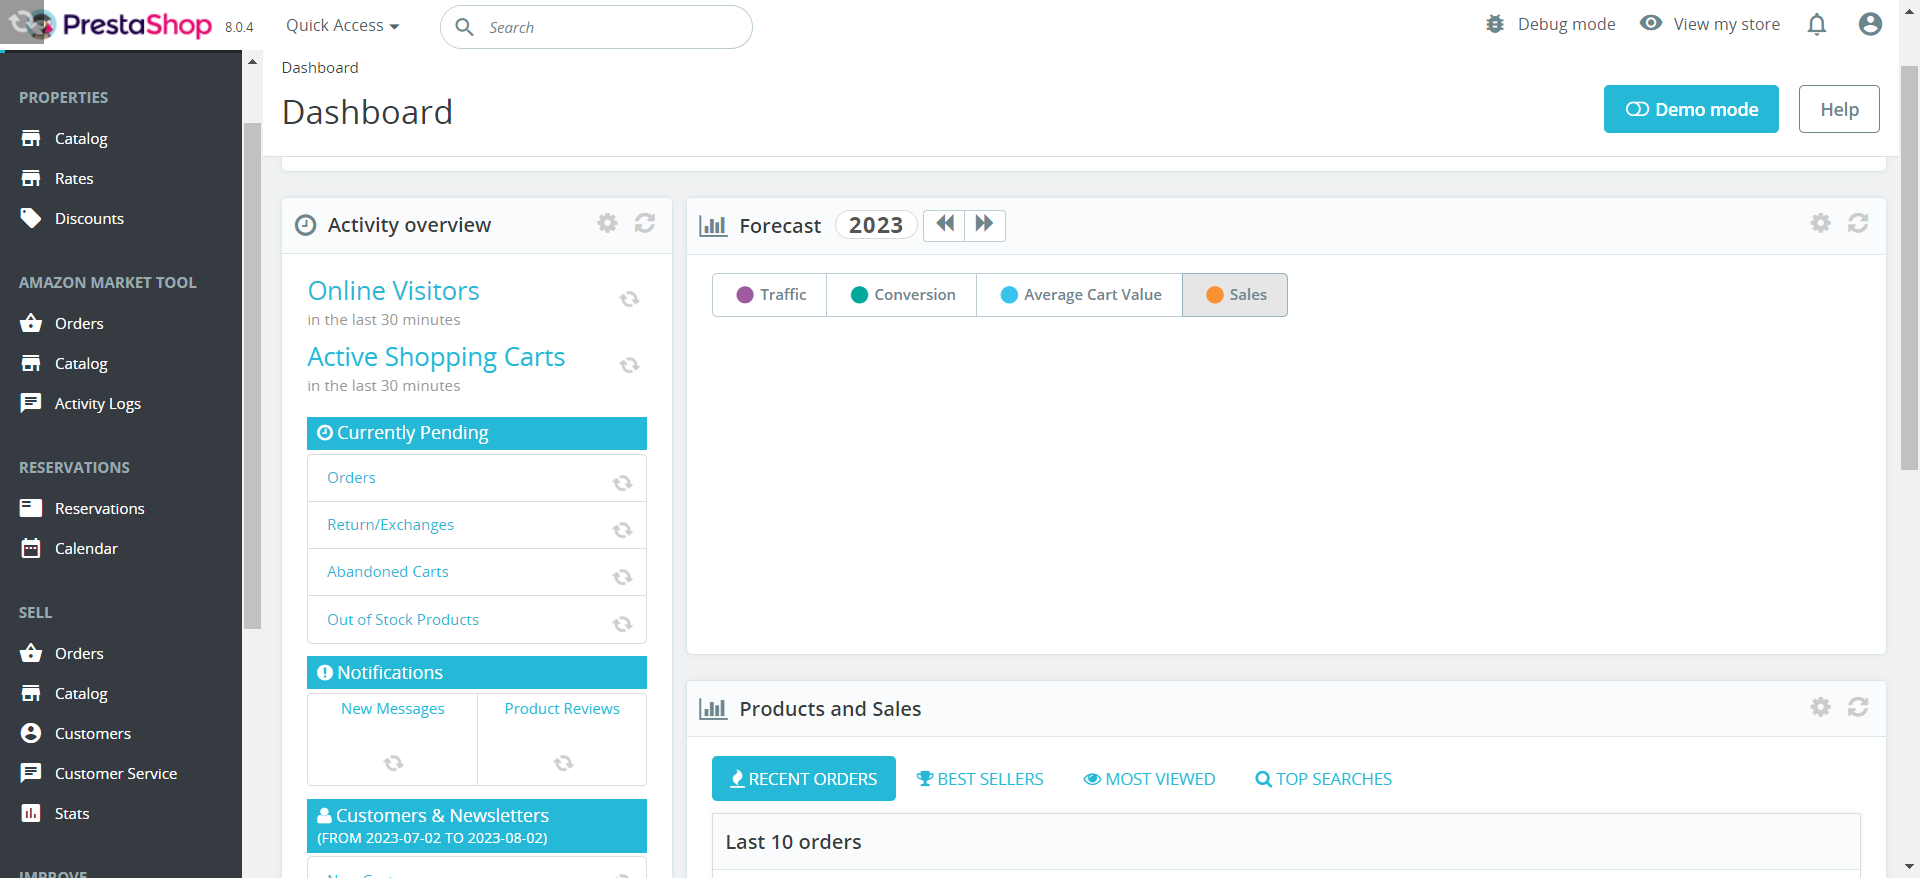 PrestaShop 8.0.4 Quick Access Search Debug mode View my store
Dashboard
Dashboard
Demo mode
Help
PROPERTIES
Catalog
Rates
Discounts
AMAZON MARKET TOOL
Orders
Catalog
Activity Logs
RESERVATIONS
Reservations
Calendar
SELL
Orders
Catalog
Customers
Customer Service
Stats
IMPROVE
Activity overview
Online Visitors
in the last 30 minutes
Active Shopping Carts
in the last 30 minutes
Currently Pending
Orders
Return/Exchanges
Abandoned Carts
Out of Stock Products
Notifications
New Messages
Product Reviews
Customers & Newsletters
(FROM 2023-07-02 TO 2023-08-02)
Forecast 2023
Traffic
Conversion
Average Cart Value
Sales
Products and Sales
RECENT ORDERS
BEST SELLERS
MOST VIEWED
TOP SEARCHES
Last 10 orders